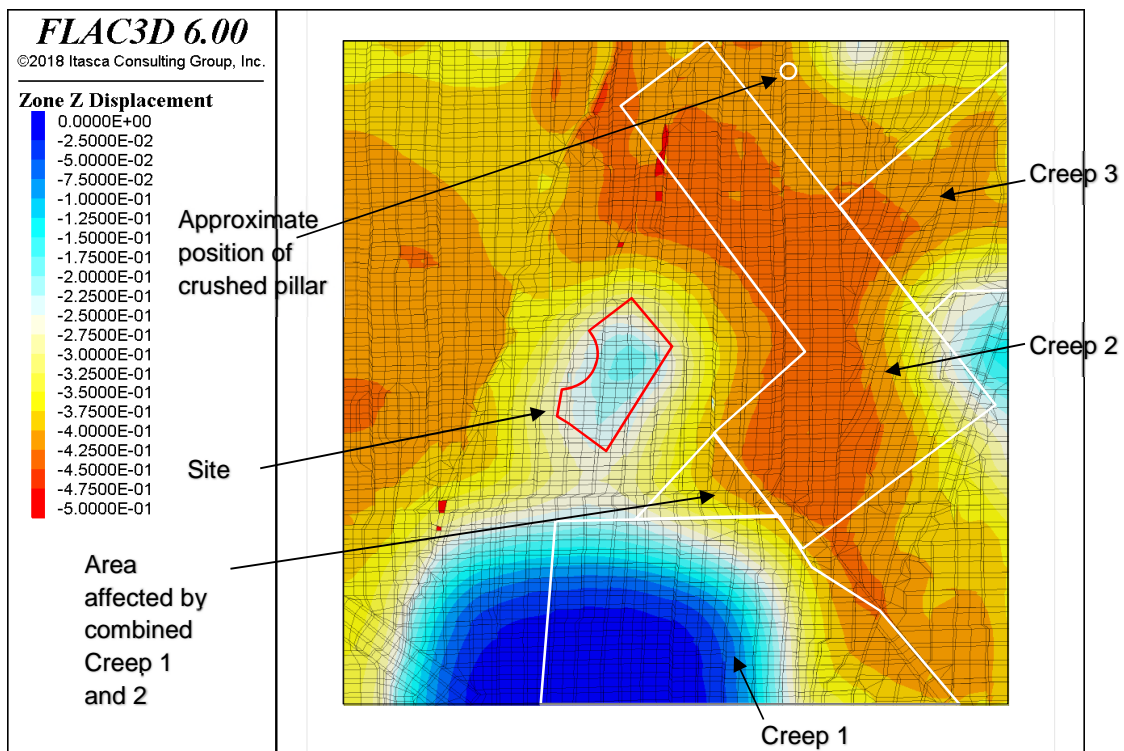 FLAC3D 6.00
©2018 Itasca Consulting Group, Inc.
Zone Z Displacement
0.0000E+00
-2.5000E-02
-5.0000E-02
-7.5000E-02
-1.0000E-01
-1.2500E-01
-1.5000E-01
-1.7500E-01
-2.0000E-01
-2.2500E-01
-2.5000E-01
-2.7500E-01
-3.0000E-01
-3.2500E-01
-3.5000E-01
-3.7500E-01
-4.0000E-01
-4.2500E-01
-4.5000E-01
-4.7500E-01
-5.0000E-01
Approximate
position of
crushed pillar
Site
Area
affected by
combined
Creep 1
and 2
Creep 3
Creep 2
Creep 1